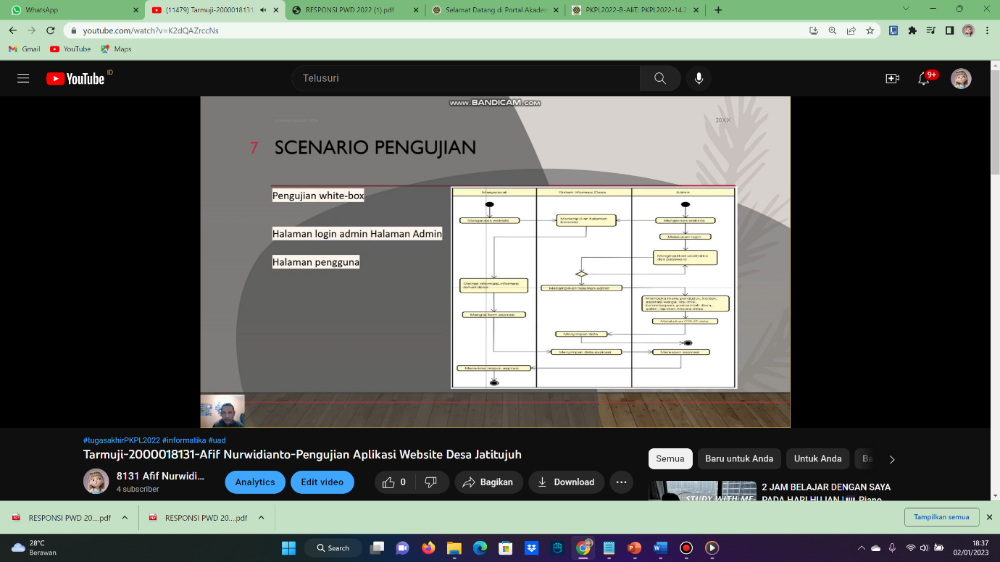 WhatsApp
(11479) Tarmuji-2000018131
RESPONSI PWD 2022 (1).pdf
Selamat Datang di Portal Akaden
PKPL2022-B-AliT: PKPL2022-14.2
youtube.com/watch?v=K2dQAZrccNs
Gmail
YouTube
Maps
YouTube
ID
Telusuri
9+
WWW.BANDICAM.COM
presentation title
20XX
7 SCENARIO PENGUJIAN
Pengujian white-box
Halaman login admin Halaman Admin
Halaman pengguna
Masyarakat
Sistem Informasi Desa
Admin
Mengakses website
Menampilkan halaman
beranda
Mengakses website
Melakukan login
Menginputkan username
dan password
Melihat informasi-informasi
terkait desa
Menampilkan halaman admin
Membuka menu penduduk, kontak,
aspirasi warga, visi-misi,
kelembagaan, pemerintah desa,
galeri, laporan, kepala desa
Mengisi form aspirasi
Melakukan CRUD data
Menyimpan data
Menyimpan data aspirasi
Merespon aspirasi
Menerima respon aspirasi
#tugasakhirPKPL2022 #informatika #uad
Tarmuji-2000018131-Afif Nurwidianto-Pengujian Aplikasi Website Desa Jatitujuh
8131 Afif Nurwidi...
4 subscriber
Analytics
Edit video
0
Bagikan
Download
Semua
Baru untuk Anda
Untuk Anda
Ba
STUDY WITH ME
2 JAM BELAJAR DENGAN SAYA
PADA HARI HUJAN | Piano
RESPONSI PWD 20....pdf
RESPONSI PWD 20....pdf
Tampilkan semua
28°C
Berawan
Search
18:37
02/01/2023